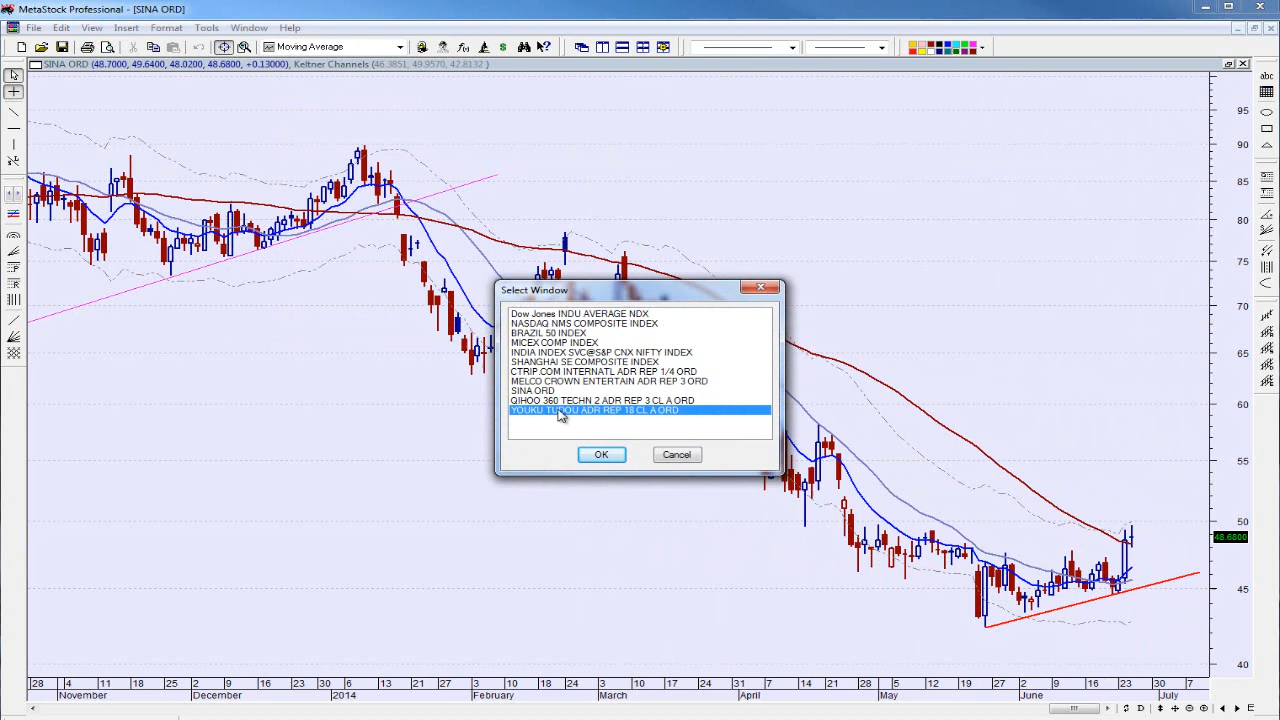 MetaStock Professional - [SINA ORD]
File Edit View Insert Format Tools Window Help
Moving Average
SINA ORD (48.7000, 49.6400, 48.0200, 48.6800, +0.13000), Keltner Channels (46.3851, 49.9570, 42.8132 )
abc
Select Window
Dow Jones INDU AVERAGE NDX
NASDAQ NMS COMPOSITE INDEX
BRAZIL 50 INDEX
MICEX COMP INDEX
INDIA INDEX SVC@S&P CNX NIFTY INDEX
SHANGHAI SE COMPOSITE INDEX
CTRIP.COM INTERNATL ADR REP 1/4 ORD
MELCO CROWN ENTERTAIN ADR REP 3 ORD
SINA ORD
QIHOO 360 TECHN 2 ADR REP 3 CL A ORD
YOUKU TUDOU ADR REP 18 CL A ORD
OK Cancel
95
90
85
80
75
70
65
60
55
50
48.6800
45
40
28 4 11 18 25 2 9 16 23 30 6 13 21 27 3 10 18 24 3 10 17 24 31 7 14 21 28 5 12 19 27 2 9 16 23 30 7
November December 2014 February March April May June July
D E